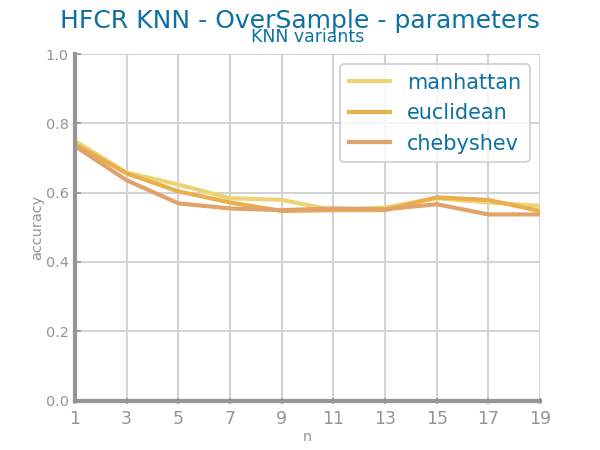 HFCR KNN - OverSample - parameters
KNN variants
manhattan
euclidean
chebyshev
accuracy
1.0
0.8
0.6
0.4
0.2
0.0
1 3 5 7 9 11 13 15 17 19
n